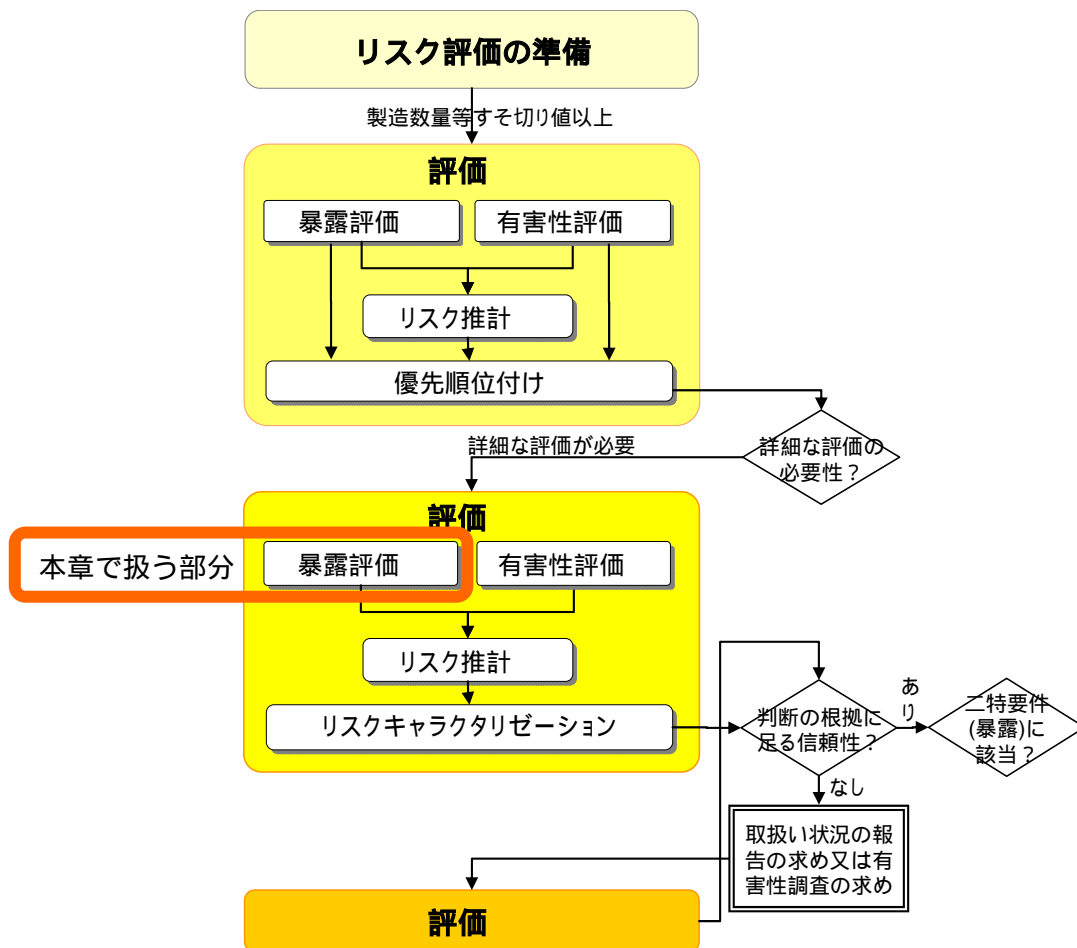 リスク評価の準備
製造数量等すそ切り値以上
評価
暴露評価
有害性評価
リスク推計
優先順位付け
詳細な評価の
必要性？
詳細な評価が必要
評価
本章で扱う部分
暴露評価
有害性評価
リスク推計
リスクキャラクタリゼーション
判断の根拠に
足る信頼性？
あり
二特要件
(暴露)に
該当？
なし
取扱い状況の報
告の求め又は有
害性調査の求め
評価